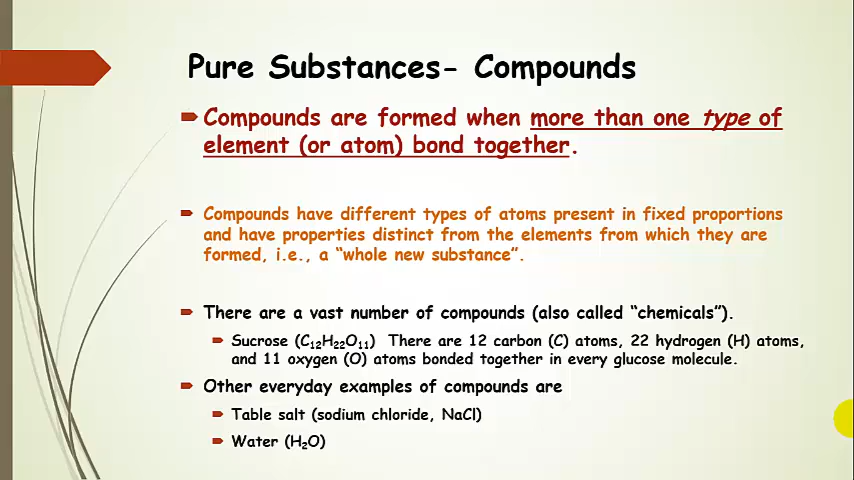 Pure Substances- Compounds
Compounds are formed when more than one type of
element (or atom) bond together.
Compounds have different types of atoms present in fixed proportions
and have properties distinct from the elements from which they are
formed, i.e., a “whole new substance”.
There are a vast number of compounds (also called “chemicals”).
Sucrose (C₁₂H₂₂O₁₁) There are 12 carbon (C) atoms, 22 hydrogen (H) atoms,
and 11 oxygen (O) atoms bonded together in every glucose molecule.
Other everyday examples of compounds are
Table salt (sodium chloride, NaCl)
Water (H₂O)